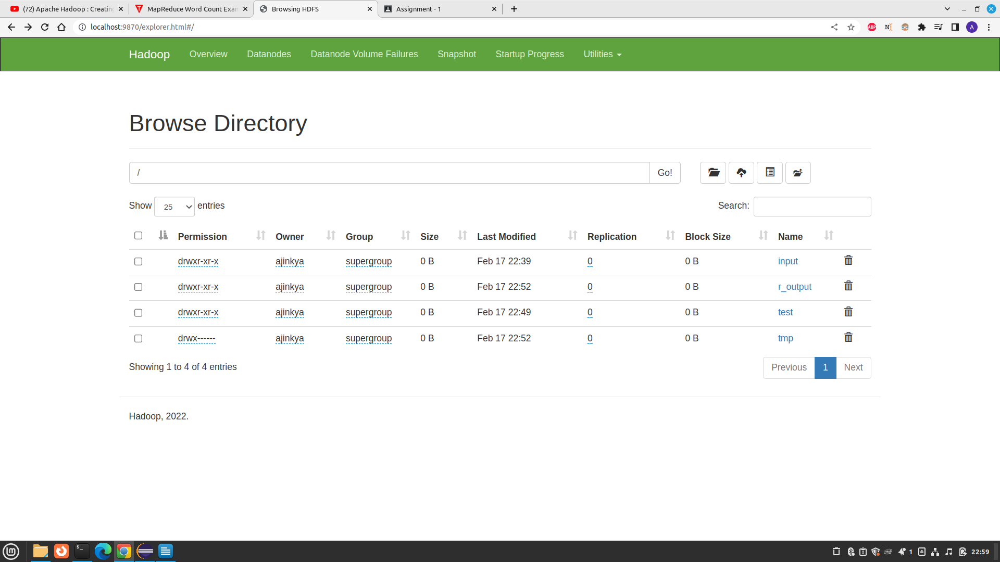 (72) Apache Hadoop : Creating MapReduce Word Count Exam Browsing HDFS Assignment - 1
localhost:9870/explorer.html#/
ABP A
Hadoop Overview Datanodes Datanode Volume Failures Snapshot Startup Progress Utilities
Browse Directory
/ Go!
Show 25 entries Search:
Permission Owner Group Size Last Modified Replication Block Size Name
drwxr-xr-x ajinkya supergroup 0 B Feb 17 22:39 0 0 B input
drwxr-xr-x ajinkya supergroup 0 B Feb 17 22:52 0 0 B r_output
drwxr-xr-x ajinkya supergroup 0 B Feb 17 22:49 0 0 B test
drwx------ ajinkya supergroup 0 B Feb 17 22:52 0 0 B tmp
Showing 1 to 4 of 4 entries Previous 1 Next
Hadoop, 2022.
1 22:59